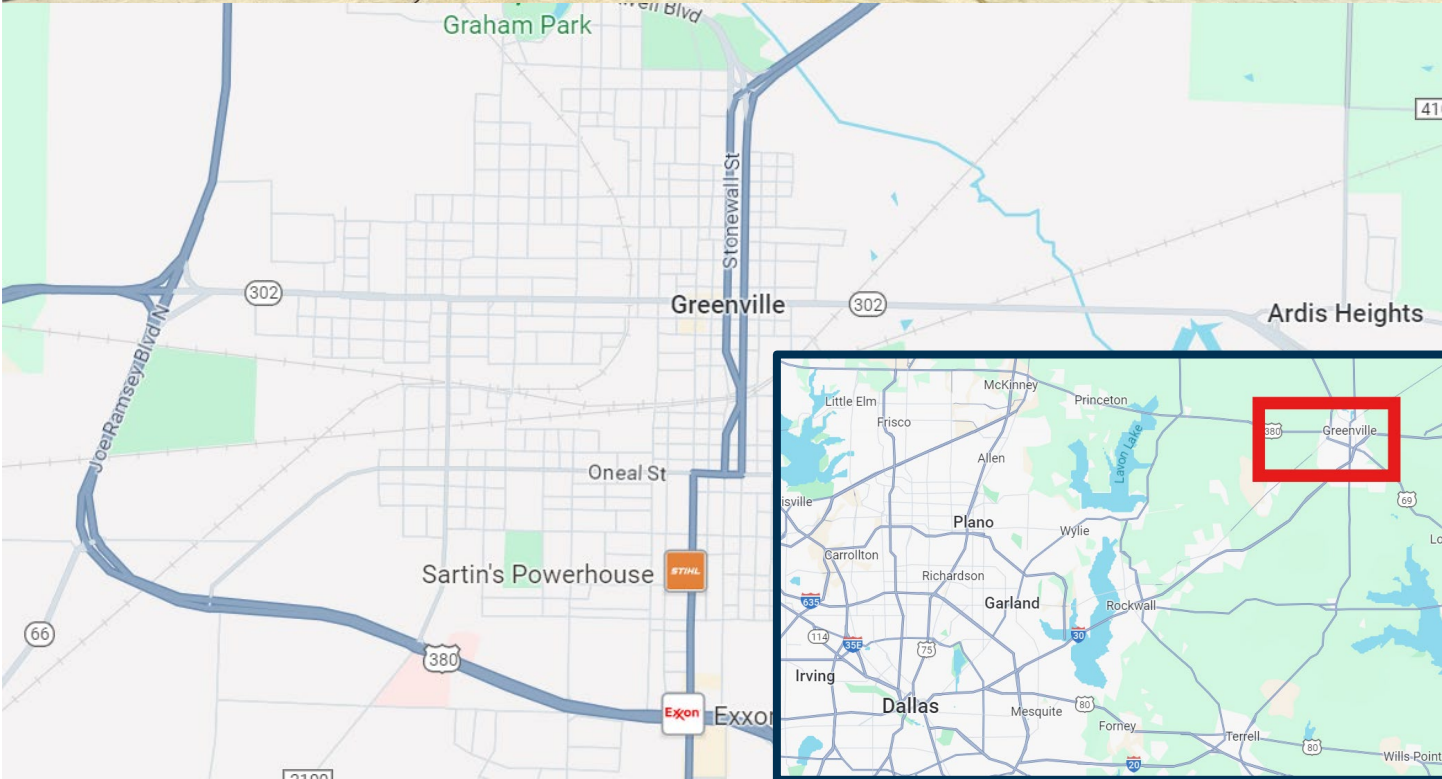 Graham Park
Blvd
Stonewall St
302
Greenville
302
Ardis Heights
Joe Ramsey Blvd N
Oneal St
Sartin's Powerhouse
STIHL
66
380
Exxon
McKinney
Princeton
Little Elm
Frisco
380
Greenville
Lavon Lake
Allen
69
Plano
Wylie
Carrollton
Richardson
635
Garland
Rockwall
114
35E
75
30
Irving
Dallas
Mesquite
80
Forney
Terrell
80
Wills Point
20